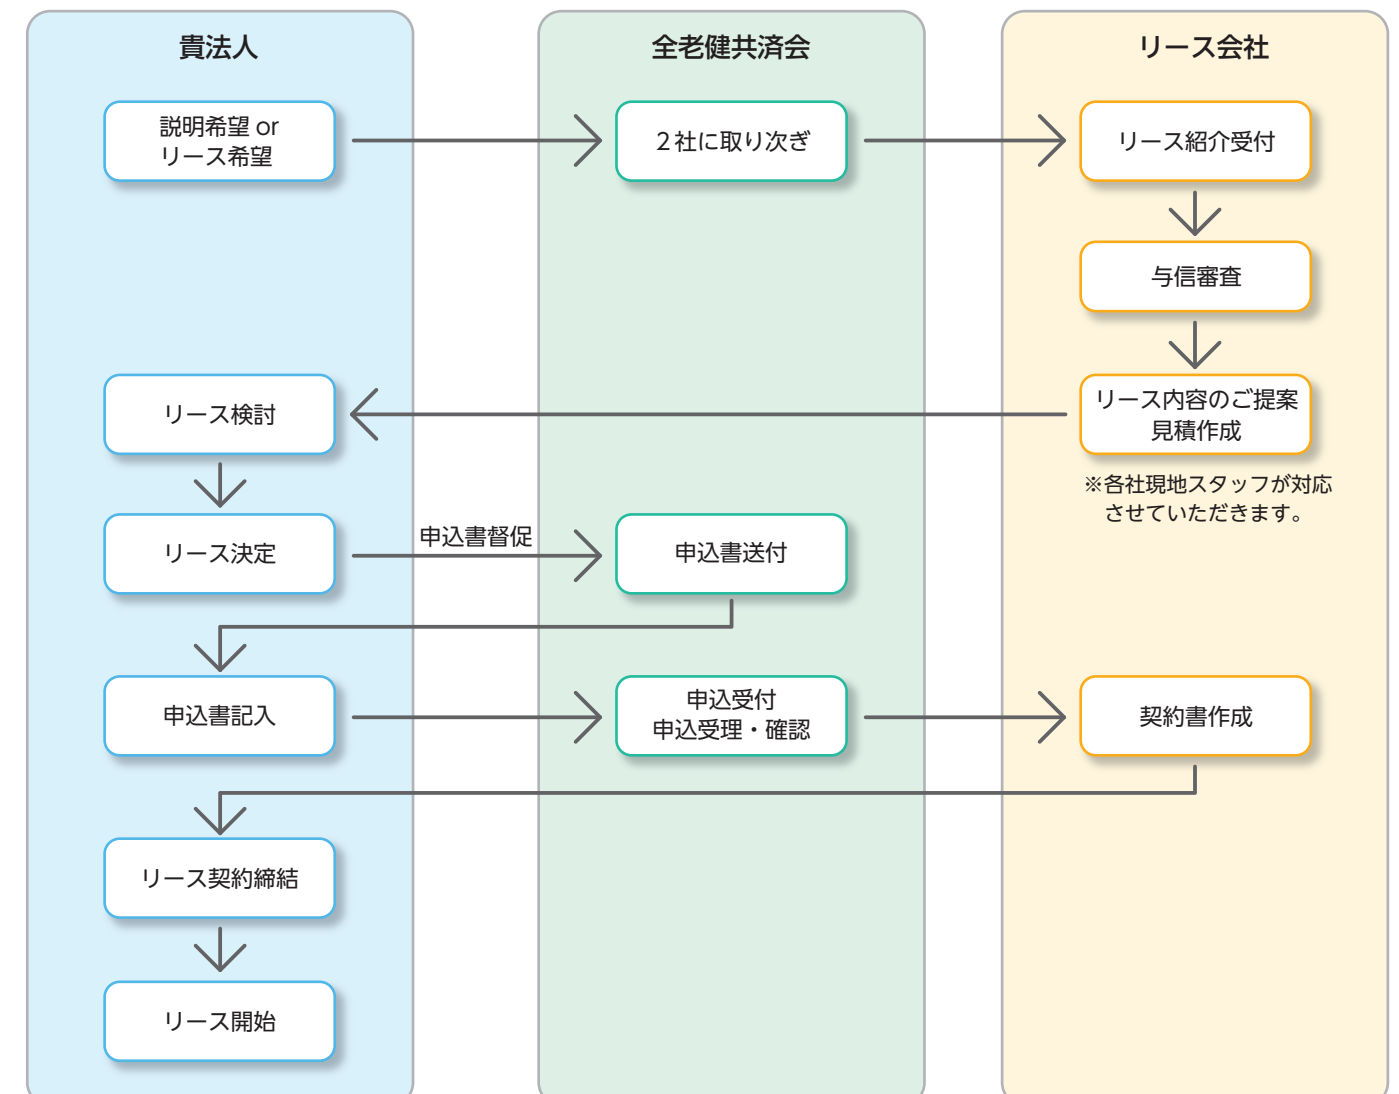 貴法人
全老健共済会
リース会社
説明希望 or
リース希望
２社に取り次ぎ
リース紹介受付
与信審査
リース検討
リース内容のご提案
見積作成
※各社現地スタッフが対応
させていただきます。
リース決定
申込書督促
申込書送付
申込書記入
申込受付
申込受理・確認
契約書作成
リース契約締結
リース開始